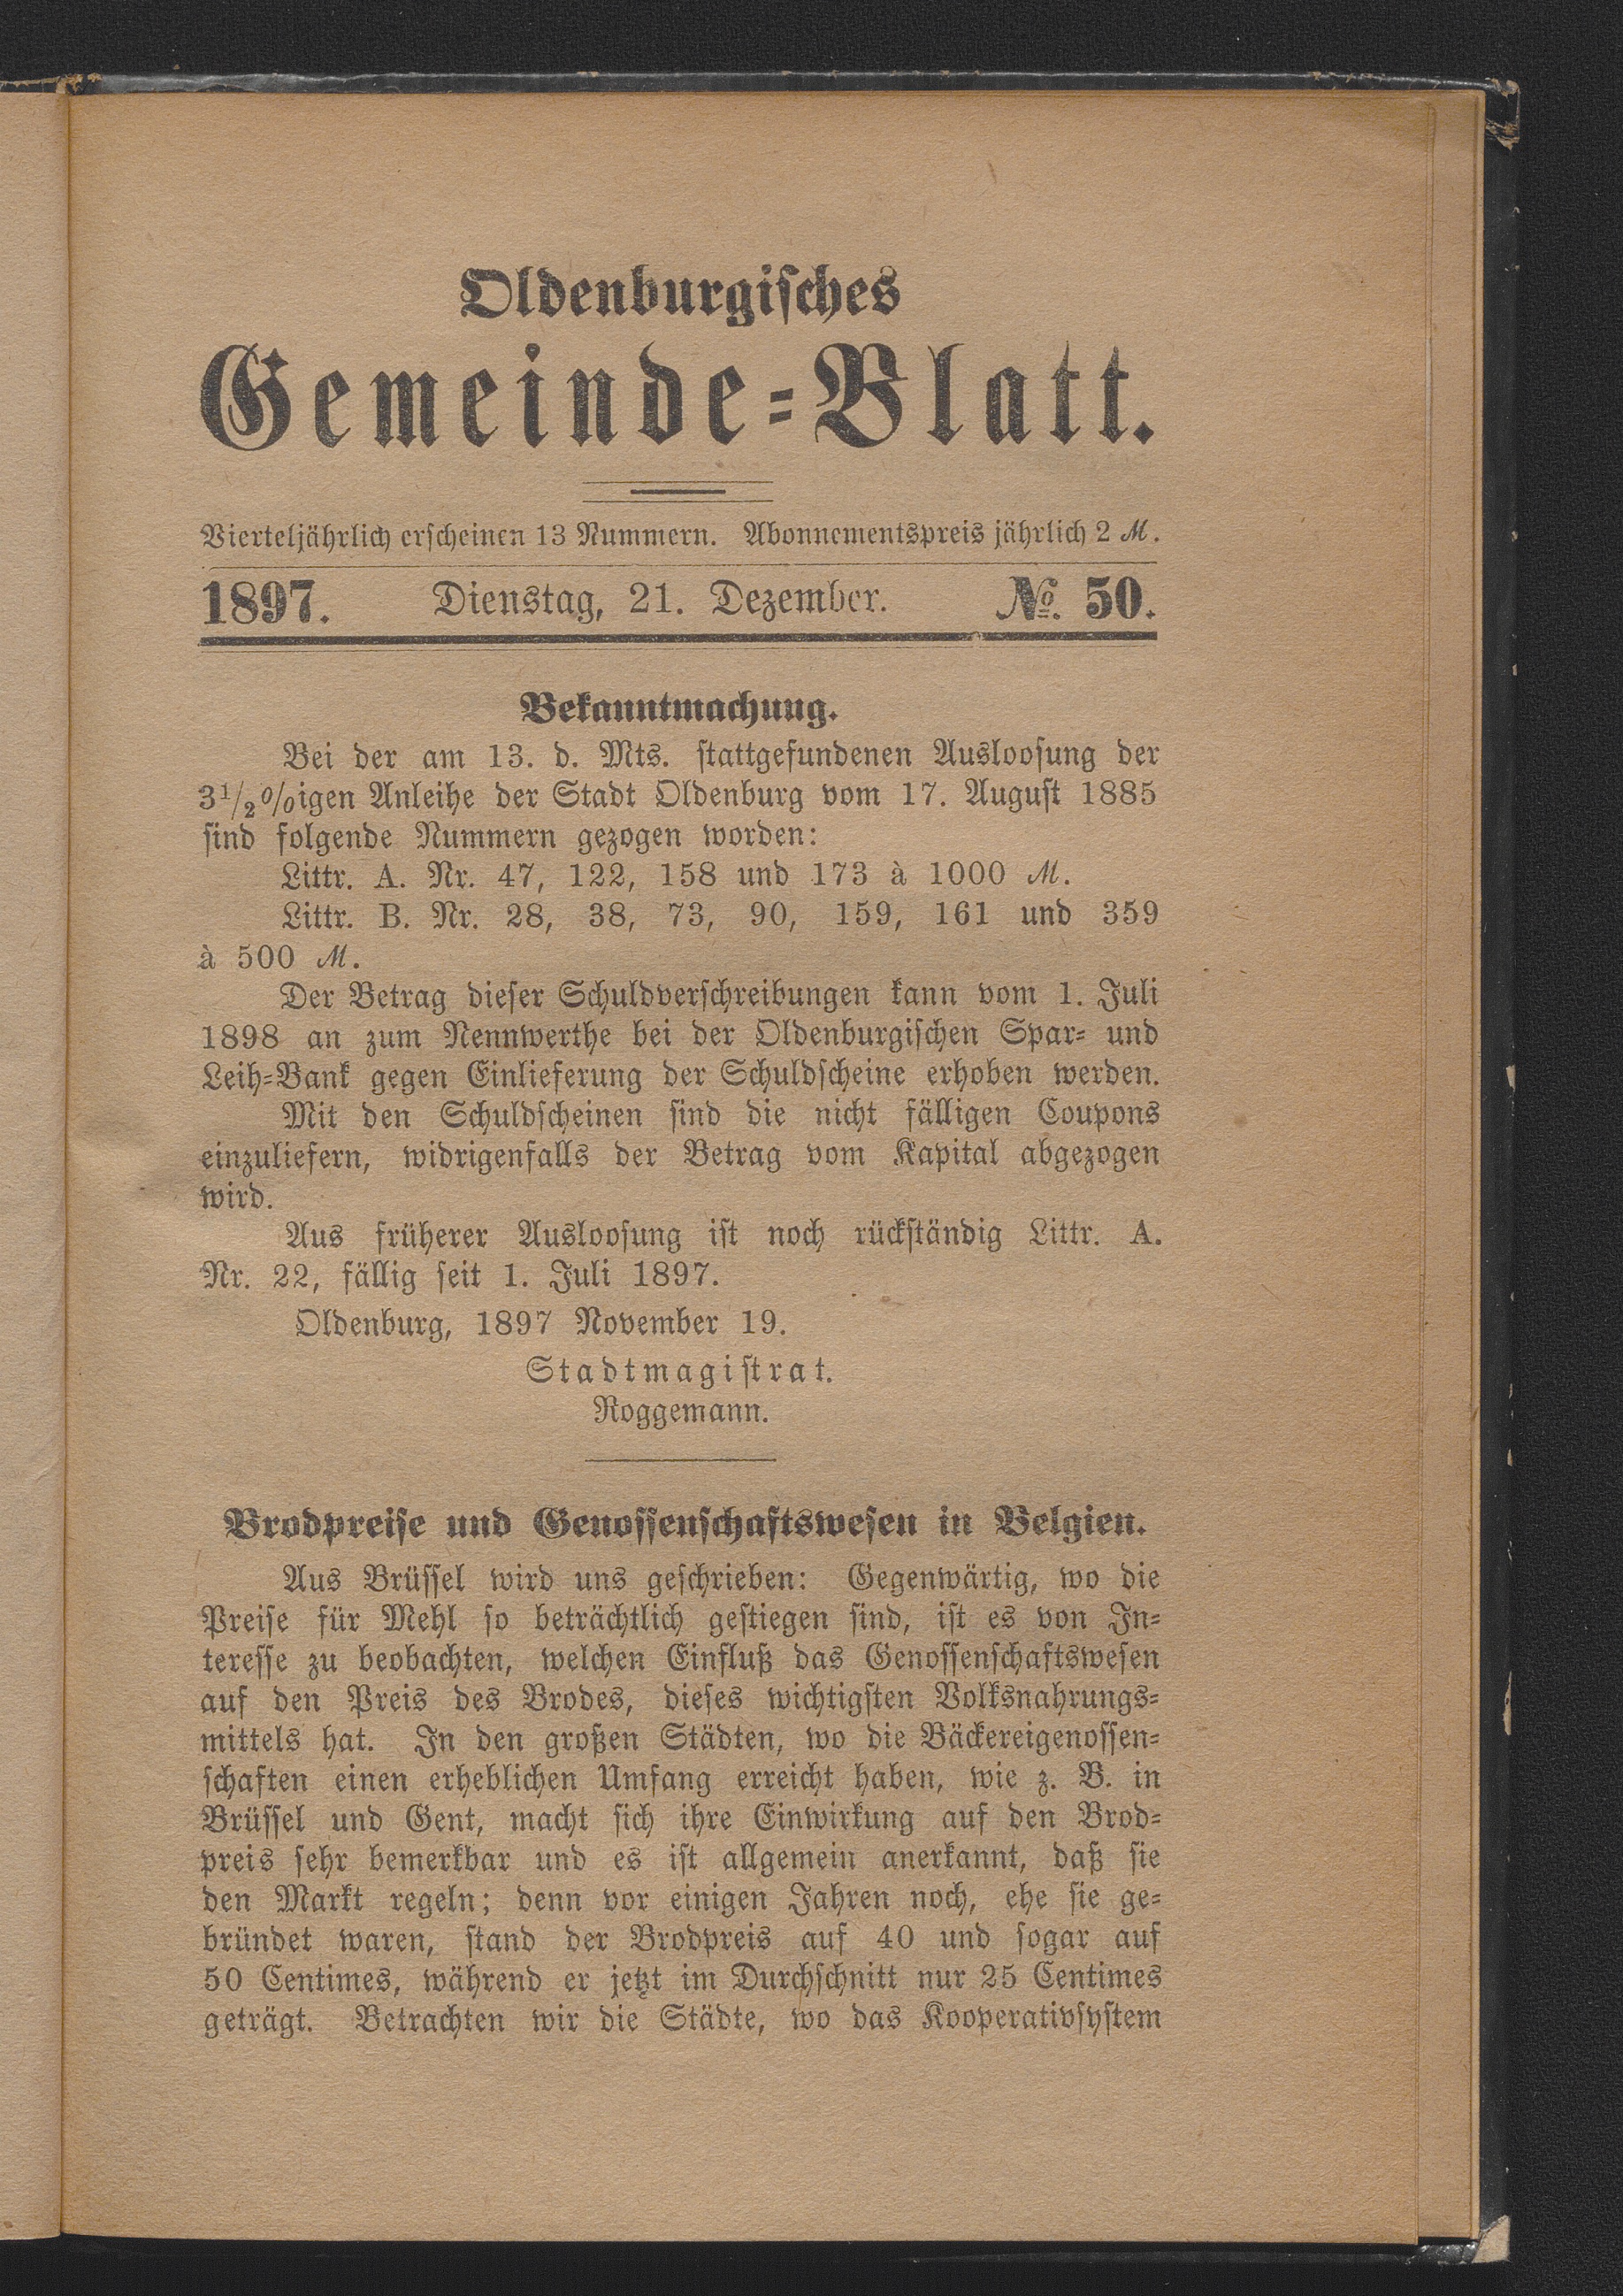 Oldenburgisches
Gemeinde-Blatt.
Vierteljährlich erscheinen 13 Nummern. Abonnementspreis jährlich 2 M.
1897. Dienstag, 21. Dezember. No. 50.
Bekanntmachung.
Bei der am 13. d. Mts. stattgefundenen Ausloosung der
3 1/2 %igen Anleihe der Stadt Oldenburg vom 17. August 1885
sind folgende Nummern gezogen worden:
Littr. A. Nr. 47, 122, 158 und 173 à 1000 M.
Littr. B. Nr. 28, 38, 73, 90, 159, 161 und 359
à 500 M.
Der Betrag dieser Schuldverschreibungen kann vom 1. Juli
1898 an zum Nennwerthe bei der Oldenburgischen Spar- und
Leih-Bank gegen Einlieferung der Schuldscheine erhoben werden.
Mit den Schuldscheinen sind die nicht fälligen Coupons
einzuliefern, widrigenfalls der Betrag vom Kapital abgezogen
wird.
Aus früherer Ausloosung ist noch rückständig Littr. A.
Nr. 22, fällig seit 1. Juli 1897.
Oldenburg, 1897 November 19.
Stadtmagistrat.
Roggemann.
Brodpreise und Genossenschaftswesen in Belgien.
Aus Brüssel wird uns geschrieben: Gegenwärtig, wo die
Preise für Mehl so beträchtlich gestiegen sind, ist es von In-
teresse zu beobachten, welchen Einfluß das Genossenschaftswesen
auf den Preis des Brodes, dieses wichtigsten Volksnahrungs-
mittels hat. In den großen Städten, wo die Bäckereigenossen-
schaften einen erheblichen Umfang erreicht haben, wie z. B. in
Brüssel und Gent, macht sich ihre Einwirkung auf den Brod-
preis sehr bemerkbar und es ist allgemein anerkannt, daß sie
den Markt regeln; denn vor einigen Jahren noch, ehe sie ge-
bründet waren, stand der Brodpreis auf 40 und sogar auf
50 Centimes, während er jetzt im Durchschnitt nur 25 Centimes
geträgt. Betrachten wir die Städte, wo das Kooperativsystem